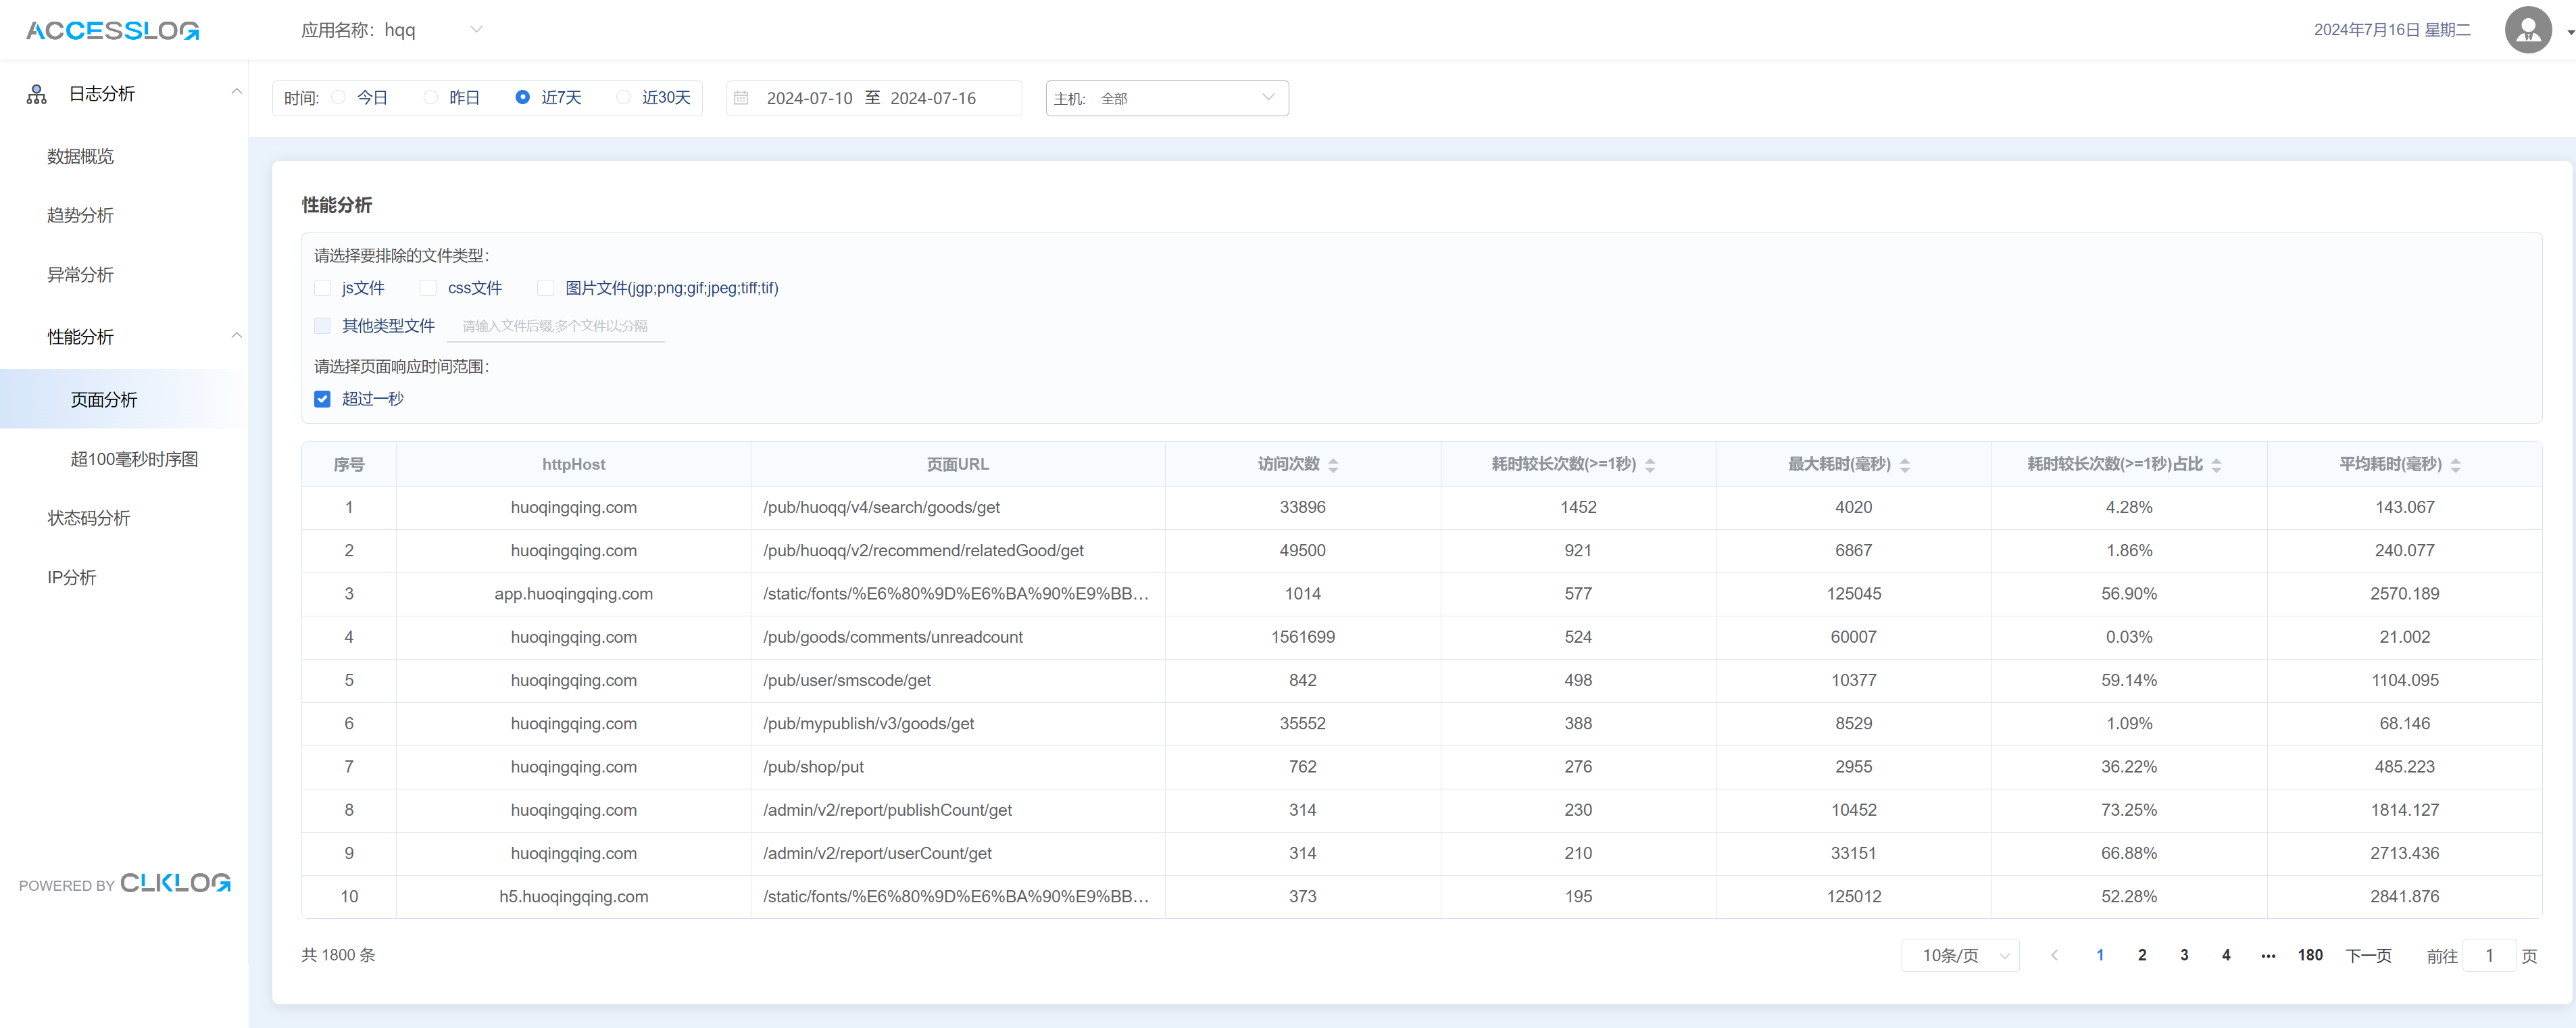 ACCESSLOG
应用名称: hqq
2024年7月16日 星期二
日志分析
数据概览
趋势分析
异常分析
性能分析
页面分析
超100毫秒时序图
状态码分析
IP分析
POWERED BY CLKLOG
时间: 今日 昨日 近7天 近30天 2024-07-10 至 2024-07-16 主机: 全部
性能分析
请选择要排除的文件类型:
js文件 css文件 图片文件(jgp;png;gif;jpeg;tiff;tif)
其他类型文件 请输入文件后缀,多个文件以;分隔
请选择页面响应时间范围:
超过一秒
序号 httpHost 页面URL 访问次数 耗时较长次数(>=1秒) 最大耗时(毫秒) 耗时较长次数(>=1秒)占比 平均耗时(毫秒)
1 huoqingqing.com /pub/huoqq/v4/search/goods/get 33896 1452 4020 4.28% 143.067
2 huoqingqing.com /pub/huoqq/v2/recommend/relatedGood/get 49500 921 6867 1.86% 240.077
3 app.huoqingqing.com /static/fonts/%E6%80%9D%E6%BA%90%E9%BB... 1014 577 125045 56.90% 2570.189
4 huoqingqing.com /pub/goods/comments/unreadcount 1561699 524 60007 0.03% 21.002
5 huoqingqing.com /pub/user/smscode/get 842 498 10377 59.14% 1104.095
6 huoqingqing.com /pub/mypublish/v3/goods/get 35552 388 8529 1.09% 68.146
7 huoqingqing.com /pub/shop/put 762 276 2955 36.22% 485.223
8 huoqingqing.com /admin/v2/report/publishCount/get 314 230 10452 73.25% 1814.127
9 huoqingqing.com /admin/v2/report/userCount/get 314 210 33151 66.88% 2713.436
10 h5.huoqingqing.com /static/fonts/%E6%80%9D%E6%BA%90%E9%BB... 373 195 125012 52.28% 2841.876
共 1800 条 10条/页 1 2 3 4 ... 180 下一页 前往 1 页